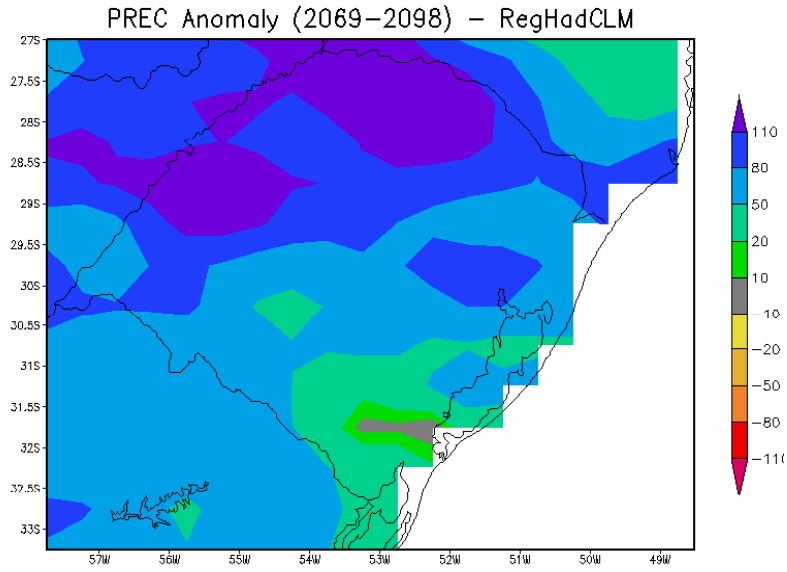 PREC Anomaly (2069−2098) − RegHadCLM
27S
27.5S
28S
28.5S
29S
29.5S
30S
30.5S
31S
31.5S
32S
32.5S
33S
57W 56W 55W 54W 53W 52W 51W 50W 49W
110
80
50
20
10
−10
−20
−50
−80
−110